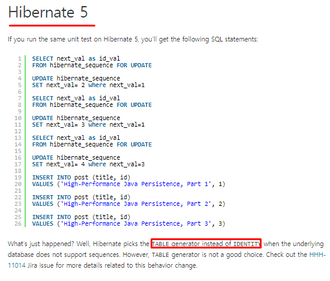 Hibernate 5
If you run the same unit test on Hibernate 5, you'll get the following SQL statements:
1 SELECT next_val as id_val
2 FROM hibernate_sequence FOR UPDATE
3
4 UPDATE hibernate_sequence
5 SET next_val= 2 where next_val=1
6
7 SELECT next_val as id_val
8 FROM hibernate_sequence FOR UPDATE
9
10 UPDATE hibernate_sequence
11 SET next_val= 3 where next_val=1
12
13 SELECT next_val as id_val
14 FROM hibernate_sequence FOR UPDATE
15
16 UPDATE hibernate_sequence
17 SET next_val= 4 where next_val=3
18
19 INSERT INTO post (title, id)
20 VALUES ('High-Performance Java Persistence, Part 1', 1)
21
22 INSERT INTO post (title, id)
23 VALUES ('High-Performance Java Persistence, Part 2', 2)
24
25 INSERT INTO post (title, id)
26 VALUES ('High-Performance Java Persistence, Part 3', 3)
What's just happened? Well, Hibernate picks the TABLE generator instead of IDENTITY when the underlying
database does not support sequences. However, TABLE generator is not a good choice. Check out the HHH-
11014 Jira issue for more details related to this behavior change.